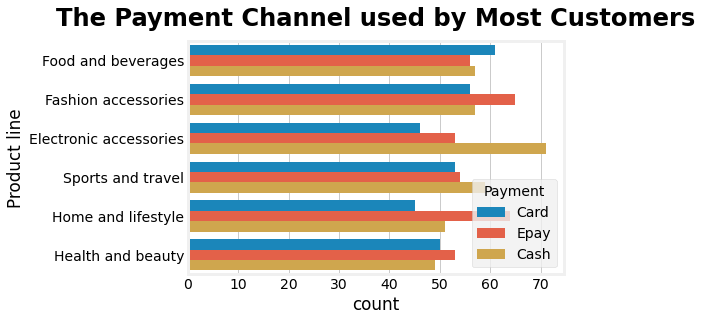 The Payment Channel used by Most Customers
Product line
Food and beverages
Fashion accessories
Electronic accessories
Sports and travel
Home and lifestyle
Health and beauty
Payment
Card
Epay
Cash
0 10 20 30 40 50 60 70
count